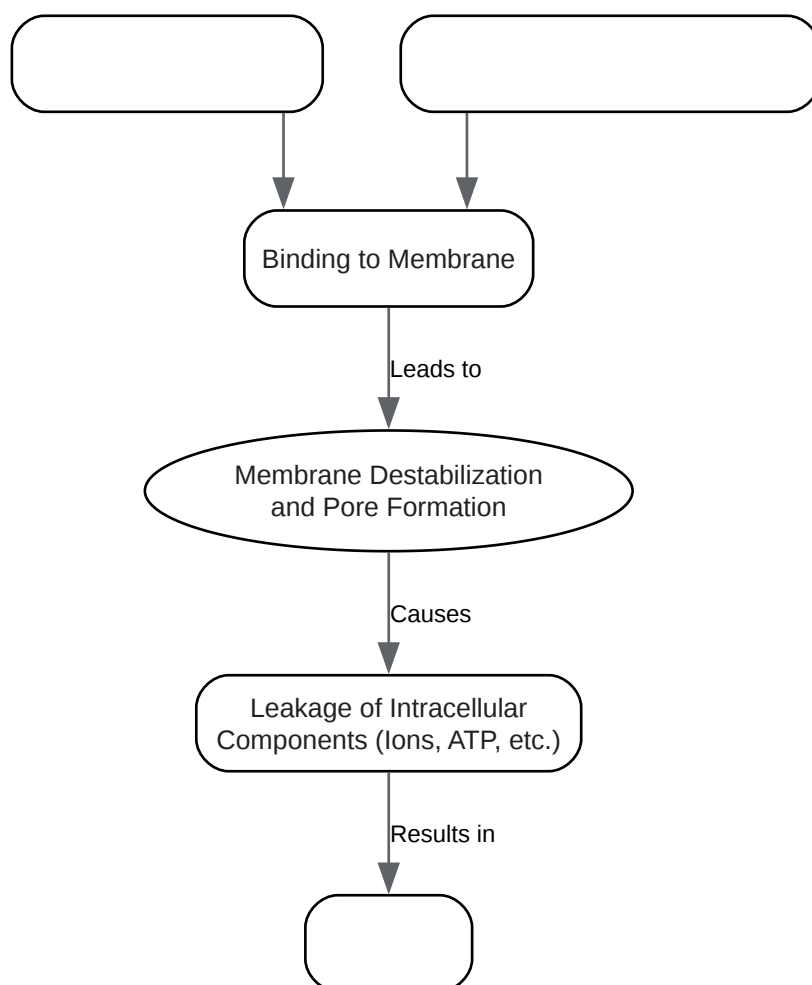 Binding to Membrane
Leads to
Membrane Destabilization
and Pore Formation
Causes
Leakage of Intracellular
Components (Ions, ATP, etc.)
Results in